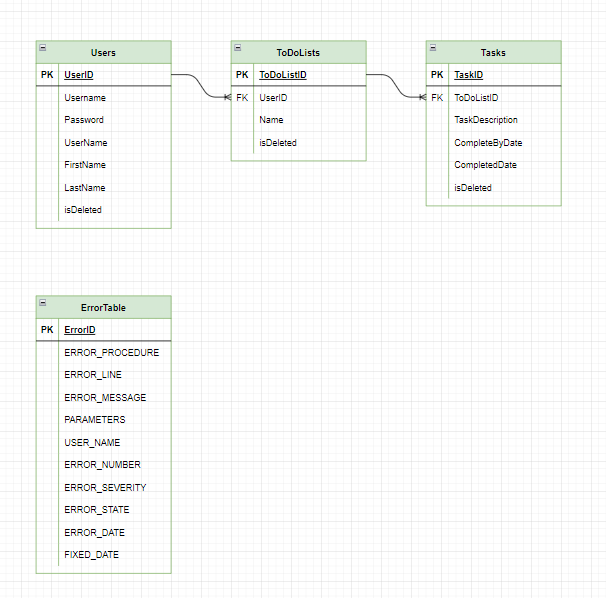 Users
PK UserID
Username
Password
UserName
FirstName
LastName
isDeleted
ToDoLists
PK ToDoListID
FK UserID
Name
isDeleted
Tasks
PK TaskID
FK ToDoListID
TaskDescription
CompleteByDate
CompletedDate
isDeleted
ErrorTable
PK ErrorID
ERROR_PROCEDURE
ERROR_LINE
ERROR_MESSAGE
PARAMETERS
USER_NAME
ERROR_NUMBER
ERROR_SEVERITY
ERROR_STATE
ERROR_DATE
FIXED_DATE